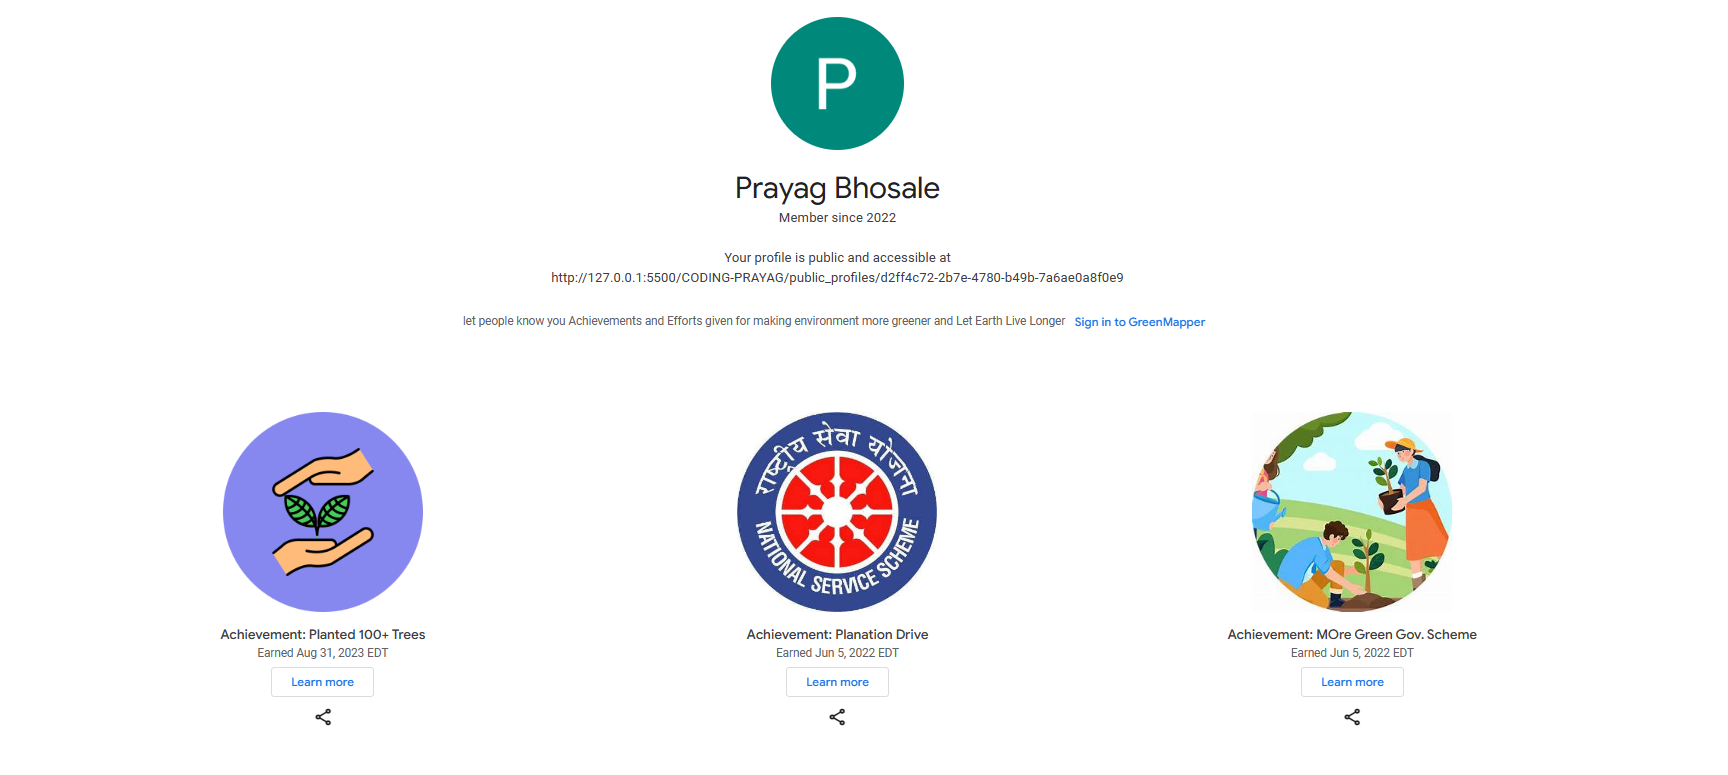 P
Prayag Bhosale
Member since 2022
Your profile is public and accessible at
http://127.0.0.1:5500/CODING-PRAYAG/public_profiles/d2ff4c72-2b7e-4780-b49b-7a6ae0a8f0e9
let people know you Achievements and Efforts given for making environment more greener and Let Earth Live Longer Sign in to GreenMapper
राष्ट्रीय सेवा योजना
NATIONAL SERVICE SCHEME
Achievement: Planted 100+ Trees
Earned Aug 31, 2023 EDT
Learn more
Achievement: Planation Drive
Earned Jun 5, 2022 EDT
Learn more
Achievement: MOre Green Gov. Scheme
Earned Jun 5, 2022 EDT
Learn more